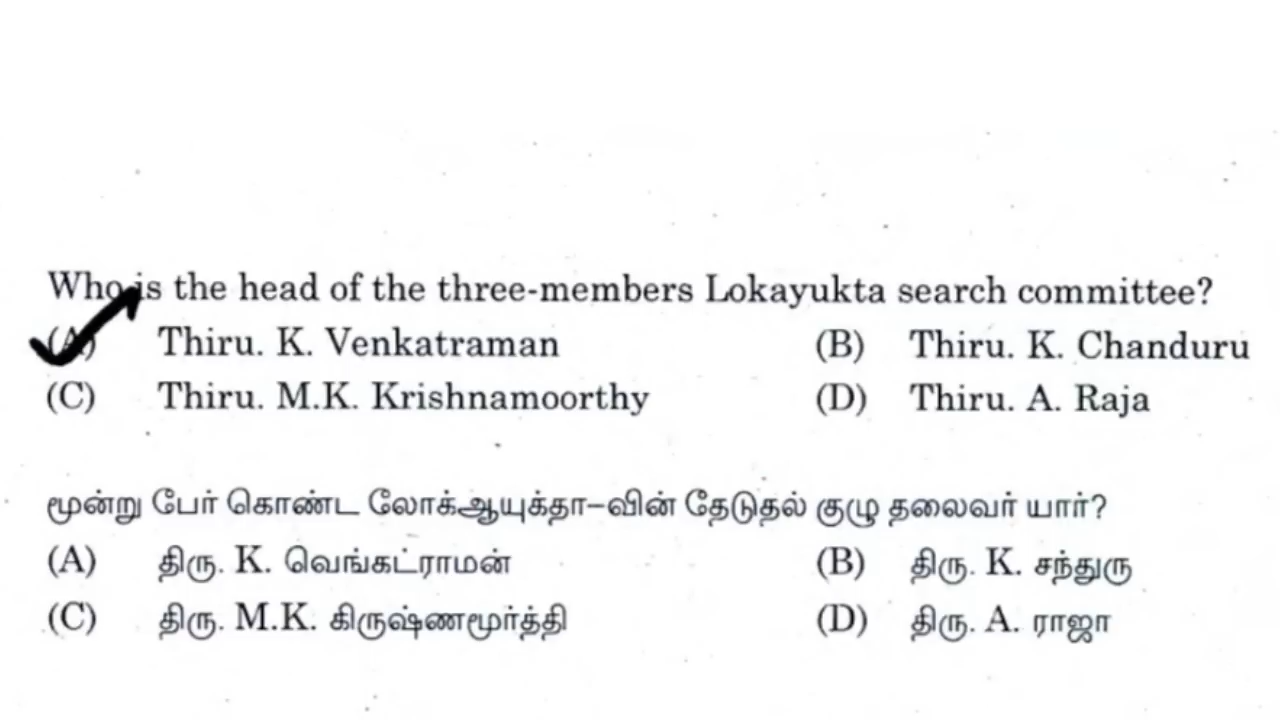 Who is the head of the three-members Lokayukta search committee?
(A) Thiru. K. Venkatraman (B) Thiru. K. Chanduru
(C) Thiru. M.K. Krishnamoorthy (D) Thiru. A. Raja
மூன்று பேர் கொண்ட லோக்ஆயுக்தா–வின் தேடுதல் குழு தலைவர் யார்?
(A) திரு. K. வெங்கட்ராமன் (B) திரு. K. சந்துரு
(C) திரு. M.K. கிருஷ்ணமூர்த்தி (D) திரு. A. ராஜா